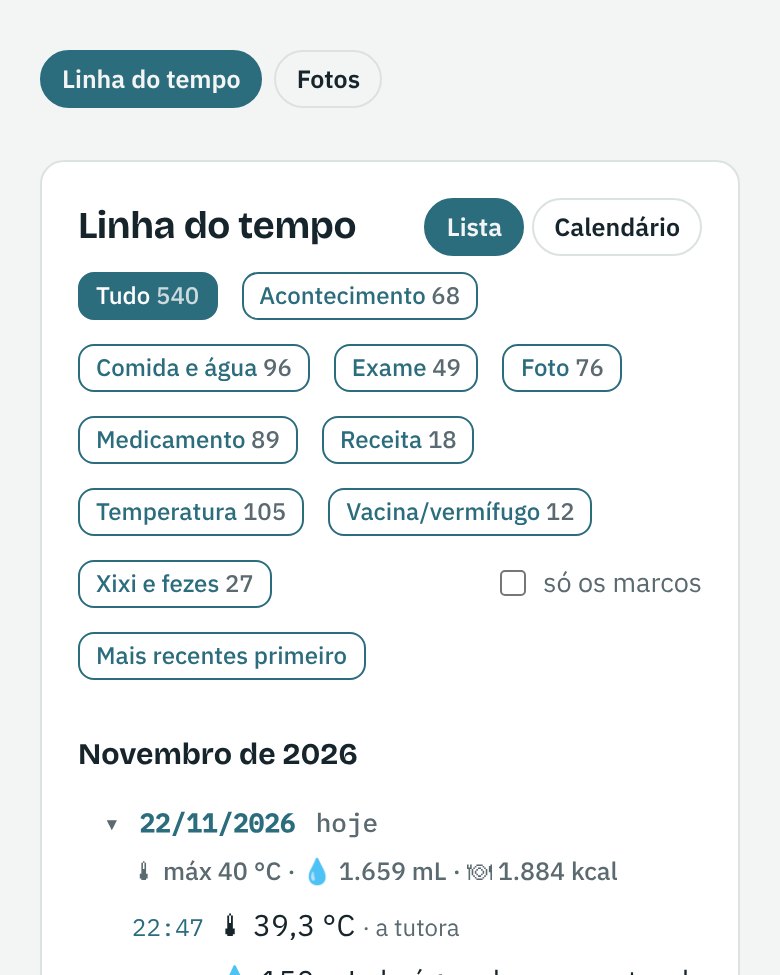 Linha do tempo Fotos
Linha do tempo Lista Calendário
Tudo 540 Acontecimento 68
Comida e água 96 Exame 49 Foto 76
Medicamento 89 Receita 18
Temperatura 105 Vacina/vermífugo 12
Xixi e fezes 27 só os marcos
Mais recentes primeiro
Novembro de 2026
▼ 22/11/2026 hoje
🌡 máx 40 °C · 💧 1.659 mL · 🍽 1.884 kcal
22:47 🌡 39,3 °C · a tutora